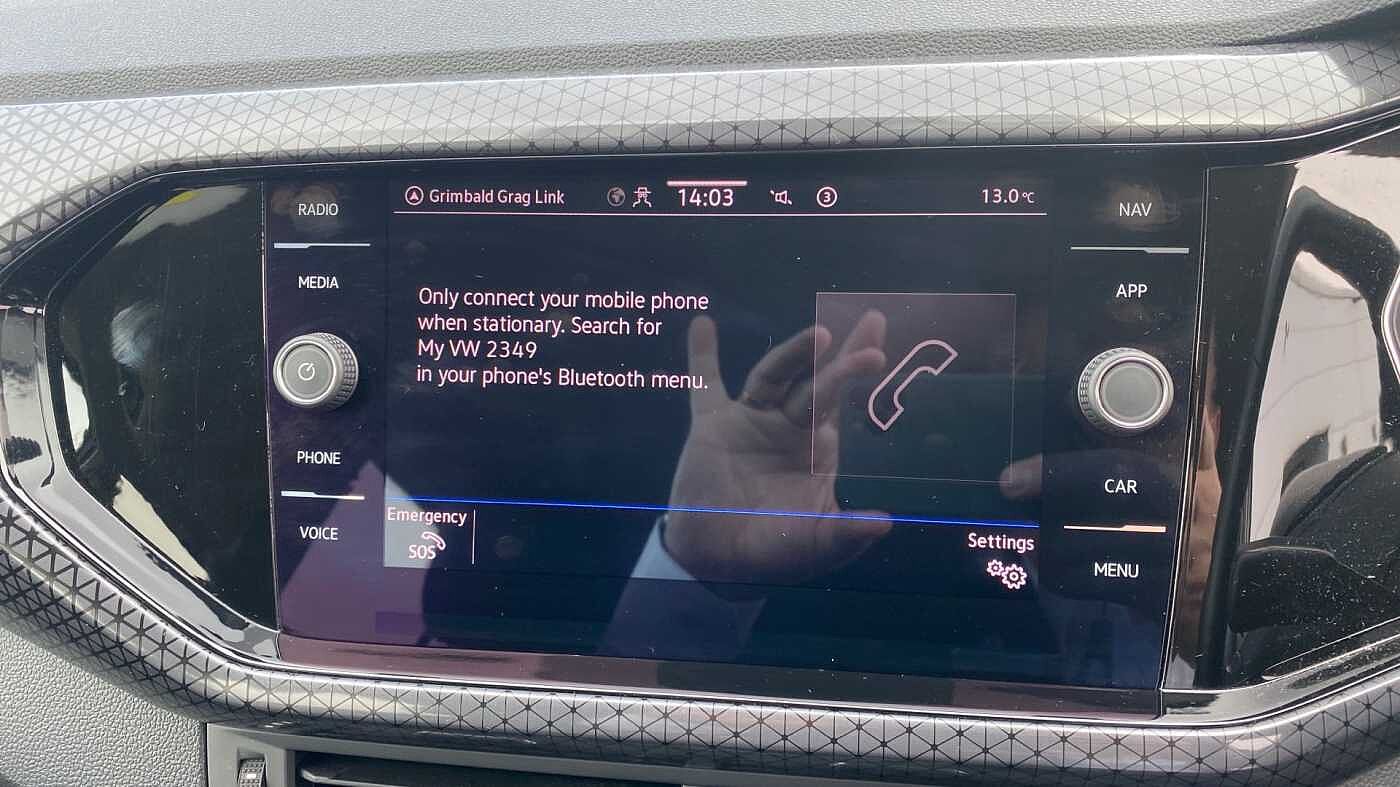 RADIO
MEDIA
PHONE
VOICE
Grimbald Grag Link
14:03
3
13.0 °C
Only connect your mobile phone
when stationary. Search for
My VW 2349
in your phone's Bluetooth menu.
Emergency
SOS
Settings
NAV
APP
CAR
MENU